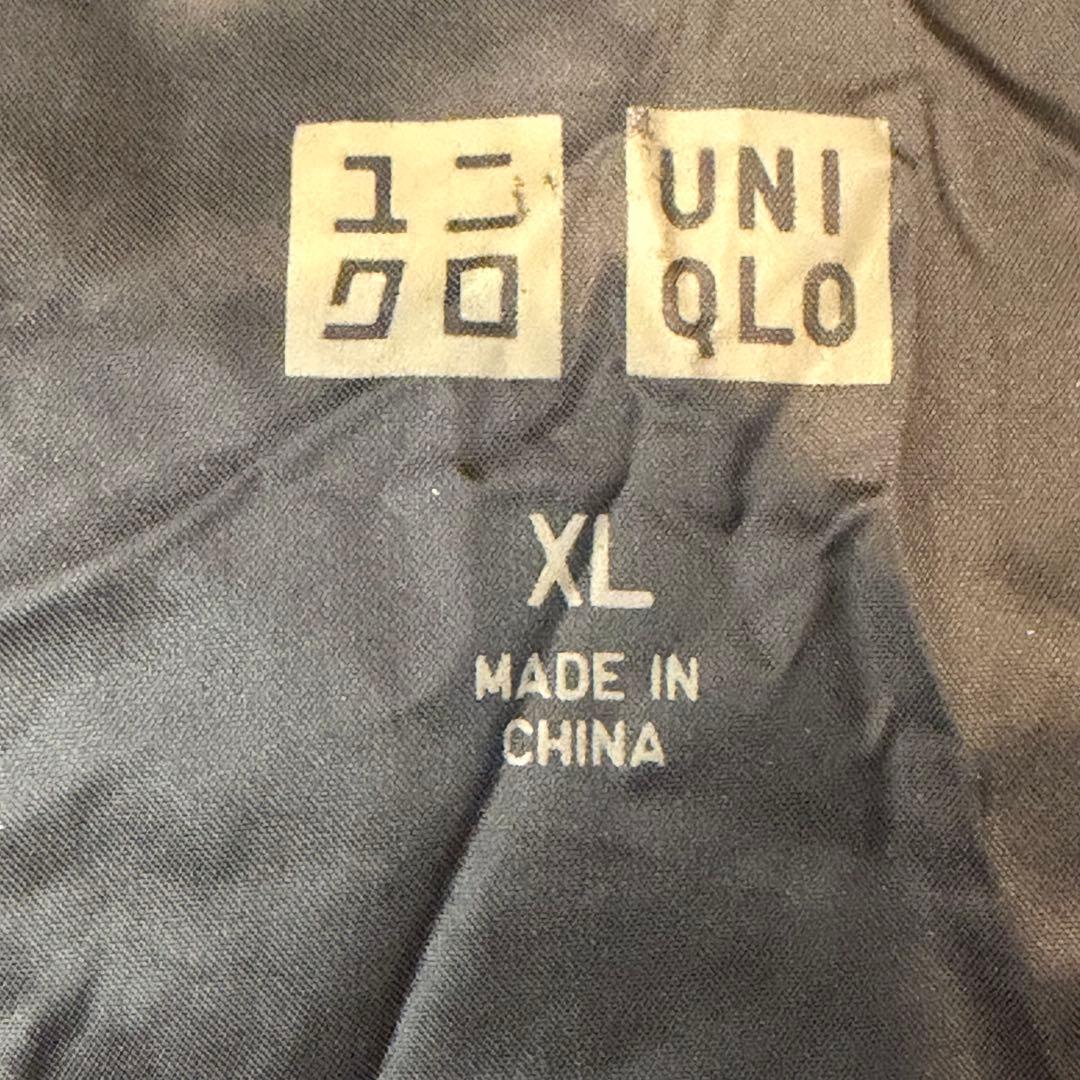 ユニ
クロ
UNI
QLO
XL
MADE IN
CHINA